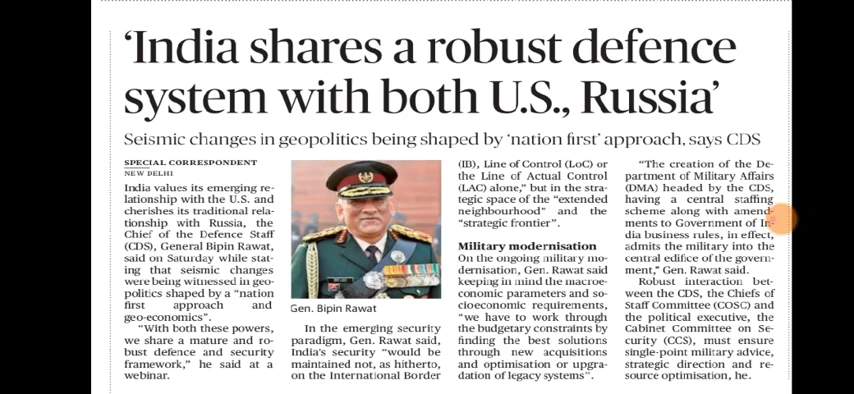 ‘India shares a robust defence
system with both U.S., Russia’
Seismic changes in geopolitics being shaped by ‘nation first’ approach, says CDS
SPECIAL CORRESPONDENT
NEW DELHI
India values its emerging re-
lationship with the U.S. and
cherishes its traditional rela-
tionship with Russia, the
Chief of the Defence Staff
(CDS), General Bipin Rawat,
said on Saturday while stat-
ing that seismic changes
were being witnessed in geo-
politics shaped by a “nation
first approach and
geo-economics”.
“With both these powers,
we share a mature and ro-
bust defence and security
framework,” he said at a
webinar.
Gen. Bipin Rawat
In the emerging security
paradigm, Gen. Rawat said,
India’s security “would be
maintained not, as hitherto,
on the International Border
(IB), Line of Control (LoC) or
the Line of Actual Control
(LAC) alone,” but in the stra-
tegic space of the “extended
neighbourhood” and the
“strategic frontier”.
Military modernisation
On the ongoing military mo-
dernisation, Gen. Rawat said
keeping in mind the macroe-
conomic parameters and so-
cioeconomic requirements,
“we have to work through
the budgetary constraints by
finding the best solutions
through new acquisitions
and optimisation or upgra-
dation of legacy systems”.
“The creation of the De-
partment of Military Affairs
(DMA) headed by the CDS,
having a central staffing
scheme along with amend-
ments to Government of In-
dia business rules, in effect,
admits the military into the
central edifice of the govern-
ment,” Gen. Rawat said.
Robust interaction bet-
ween the CDS, the Chiefs of
Staff Committee (COSC) and
the political executive, the
Cabinet Committee on Se-
curity (CCS), must ensure
single-point military advice,
strategic direction and re-
source optimisation, he.